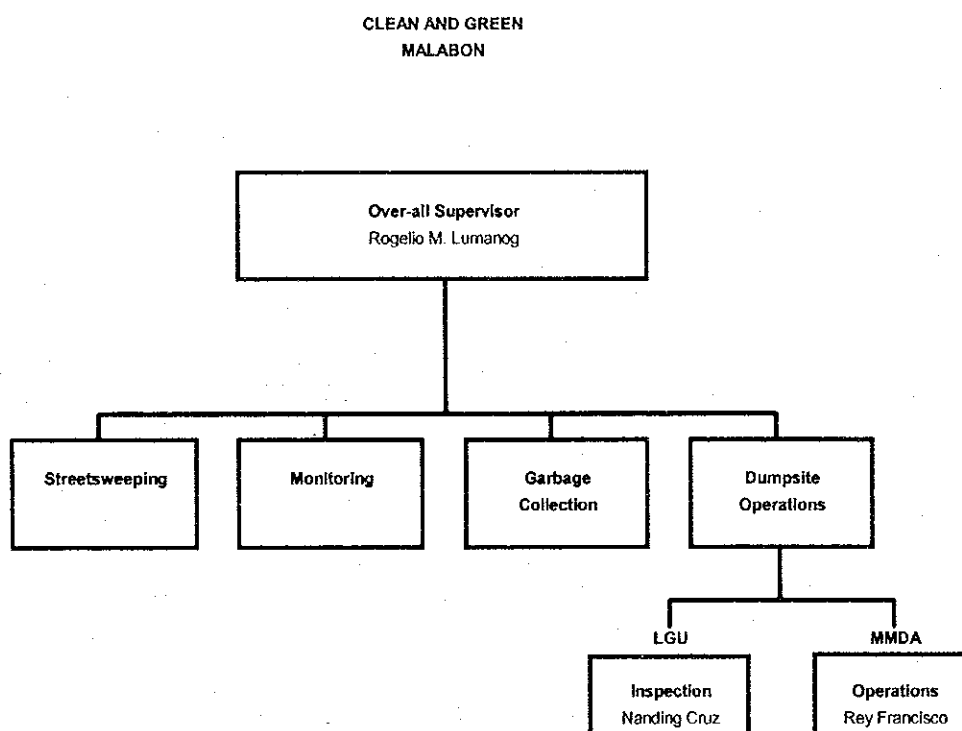 CLEAN AND GREEN
MALABON
Over-all Supervisor
Rogelio M. Lumanog
Streetsweeping
Monitoring
Garbage
Collection
Dumpsite
Operations
LGU
MMDA
Inspection
Nanding Cruz
Operations
Rey Francisco